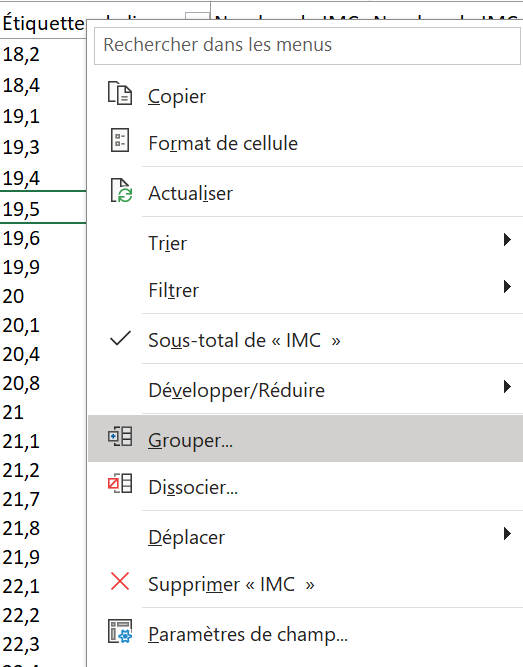 Étiquettes de lignes Nombre de IMC Nombre de IMC
Rechercher dans les menus
18,2
18,4
19,1
19,3
19,4
19,5
19,6
19,9
20
20,1
20,4
20,8
21
21,1
21,2
21,7
21,8
21,9
22,1
22,2
22,3
Copier
Format de cellule
Actualiser
Trier
Filtrer
Sous-total de « IMC »
Développer/Réduire
Grouper...
Dissocier...
Déplacer
Supprimer « IMC »
Paramètres de champ...